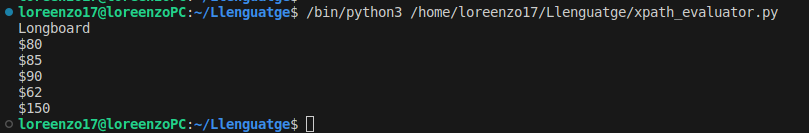 loreenzo17@loreenzoPC:~/Llenguatge$ /bin/python3 /home/loreenzo17/Llenguatge/xpath_evaluator.py
Longboard
$80
$85
$90
$62
$150
loreenzo17@loreenzoPC:~/Llenguatge$